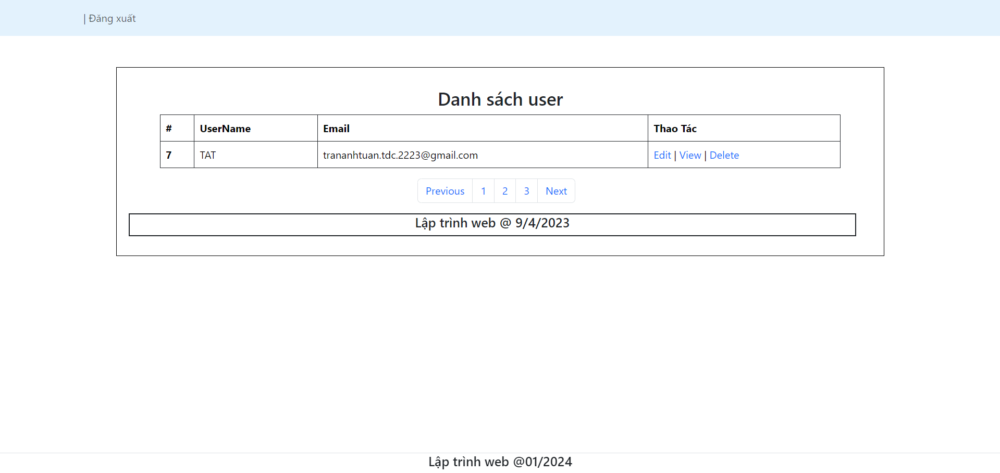 | Đăng xuất
Danh sách user
# UserName Email Thao Tác
7 TAT trananhtuan.tdc.2223@gmail.com Edit | View | Delete
Previous 1 2 3 Next
Lập trình web @ 9/4/2023
Lập trình web @01/2024